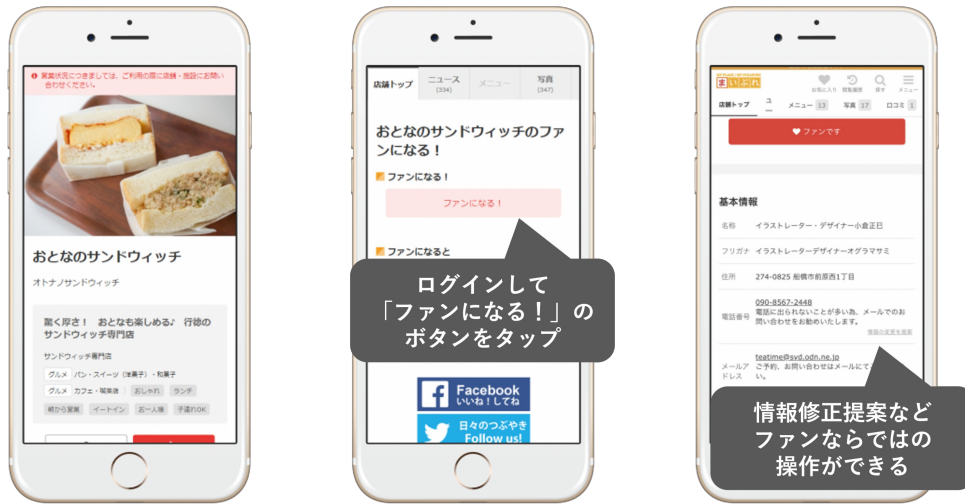 営業状況につきましては、ご利用の際に店舗・施設にお問い
合わせください。
おとなのサンドウィッチ
オトナノサンドウィッチ
驚く厚さ！　おとなも楽しめる♪　行徳の
サンドウィッチ専門店
サンドウィッチ専門店
グルメ パン・スイーツ（洋菓子）・和菓子
グルメ カフェ・喫茶店 おしゃれ ランチ
朝から営業 イートイン お一人様 子連れOK
店舗トップ ニュース (334) メニュー 写真 (347)
おとなのサンドウィッチのファ
ンになる！
ファンになる！
ファンになる！
ファンになると
ログインして
「ファンになる！」の
ボタンをタップ
Facebook
いいね！してね
日々のつぶやき
Follow us!
まいぷれ
お気に入り 閲覧履歴 探す メニュー
店舗トップ ユ ー メニュー 13 写真 17 口コミ 1
ファンです
基本情報
名称 イラストレーター・デザイナー小倉正巳
フリガナ イラストレーターデザイナーオグラマサミ
住所 274-0825 船橋市前原西1丁目
電話番号 090-8567-2448
電話に出られないことが多い為、メールでのお
問い合わせをお勧めいたします。
情報の変更を提案
メールア
ドレス teatime@syd.odn.ne.jp
ご予約、お問い合わせはメールにて
い。
情報修正提案など
ファンならではの
操作ができる